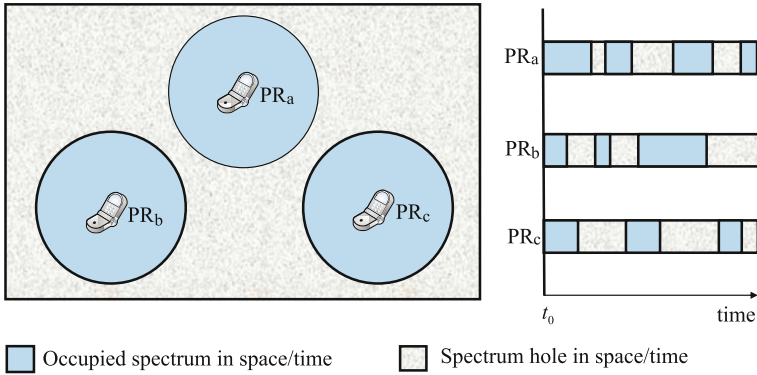 PRa
PRb
PRc
PRa
PRb
PRc
t0
time
Occupied spectrum in space/time
Spectrum hole in space/time